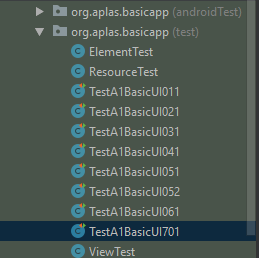 org.aplas.basicapp (androidTest)
org.aplas.basicapp (test)
ElementTest
ResourceTest
TestA1BasicUI011
TestA1BasicUI021
TestA1BasicUI031
TestA1BasicUI041
TestA1BasicUI051
TestA1BasicUI052
TestA1BasicUI061
TestA1BasicUI701
ViewTest